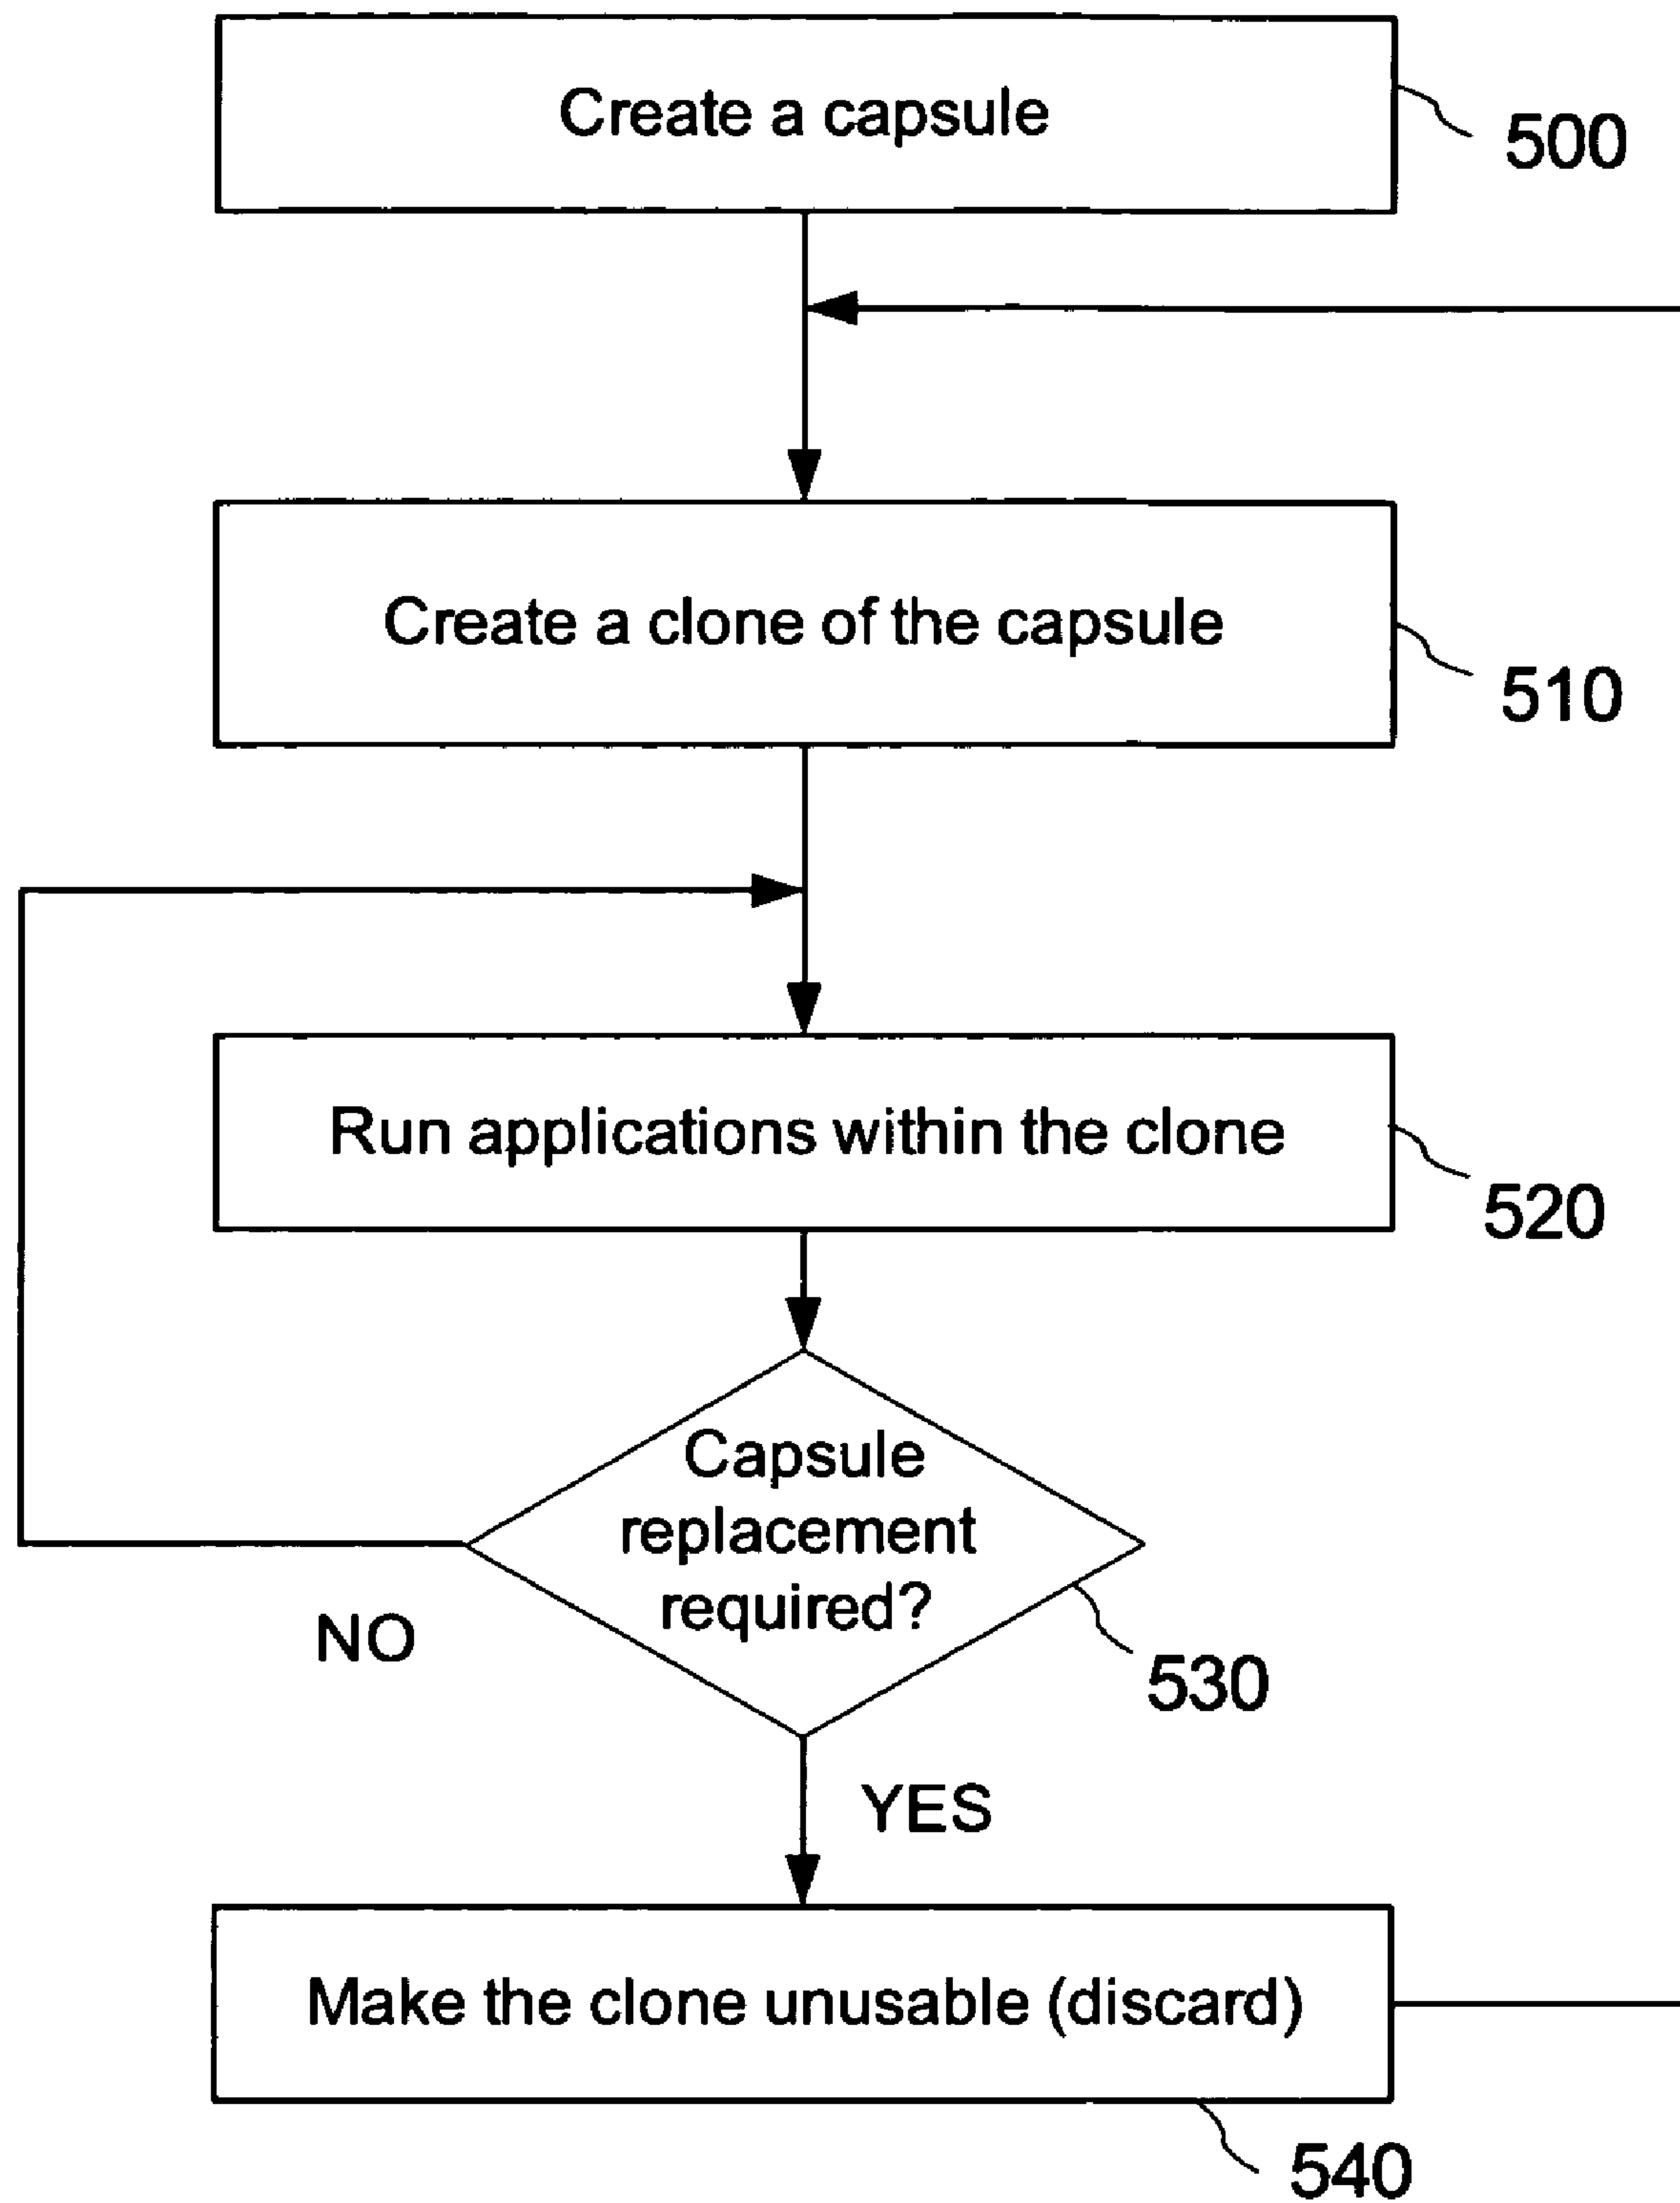 Create a capsule
500
Create a clone of the capsule
510
Run applications within the clone
520
Capsule
replacement
required?
NO
530
YES
Make the clone unusable (discard)
540